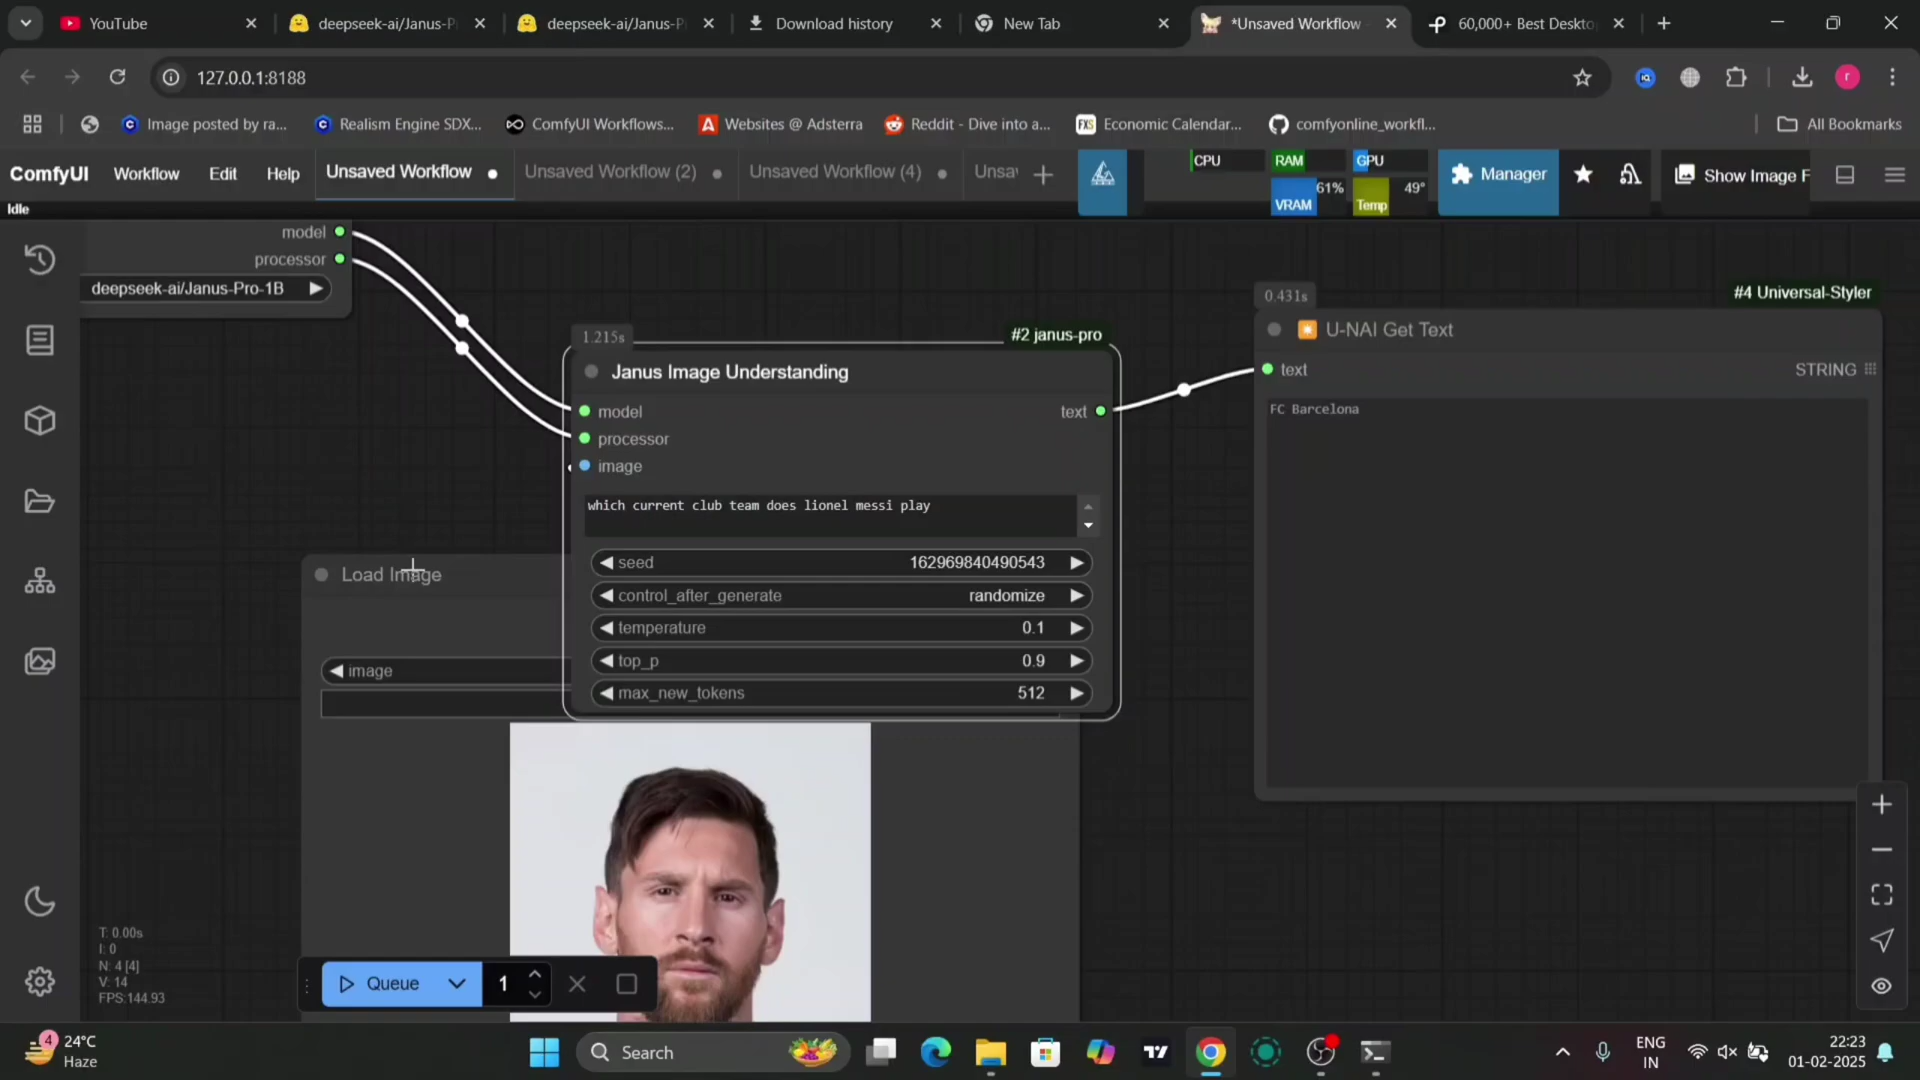 YouTube
deepseek-ai/Janus-P
deepseek-ai/Janus-P
Download history
New Tab
*Unsaved Workflow
60,000+ Best Deskto
127.0.0.1:8188
r
Image posted by ra...
Realism Engine SDX...
ComfyUI Workflows...
Websites @ Adsterra
Reddit - Dive into a...
FXS
Economic Calendar...
comfyonline_workfl...
All Bookmarks
ComfyUI
Workflow
Edit
Help
Unsaved Workflow
Unsaved Workflow (2)
Unsaved Workflow (4)
Unsa
CPU
RAM
GPU
VRAM
61%
Temp
49°
Manager
Show Image F
Idle
model
processor
deepseek-ai/Janus-Pro-1B
1.215s
#2 janus-pro
Janus Image Understanding
model
text
processor
image
which current club team does lionel messi play
seed
162969840490543
control_after_generate
randomize
temperature
0.1
top_p
0.9
max_new_tokens
512
0.431s
#4 Universal-Styler
U-NAI Get Text
text
STRING
FC Barcelona
Load Image
image
T: 0.00s
I: 0
N: 4 [4]
V: 14
FPS:144.93
Queue
1
4
24°C
Haze
Search
ENG
IN
22:23
01-02-2025